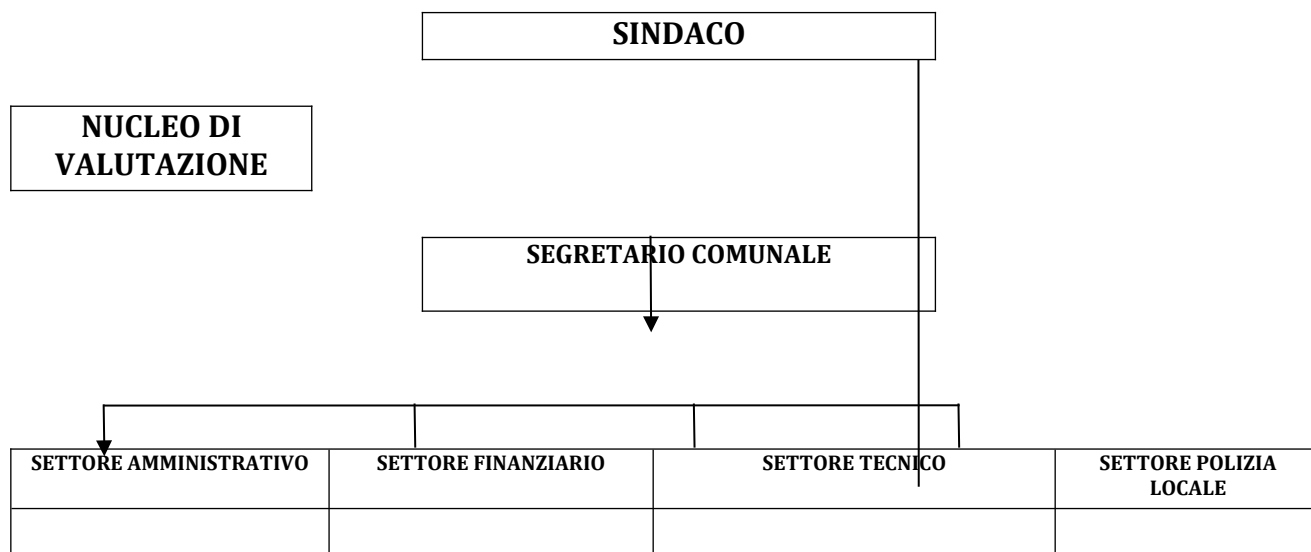 SINDACO
NUCLEO DI
VALUTAZIONE
SEGRETARIO COMUNALE
SETTORE AMMINISTRATIVO
SETTORE FINANZIARIO
SETTORE TECNICO
SETTORE POLIZIA
LOCALE